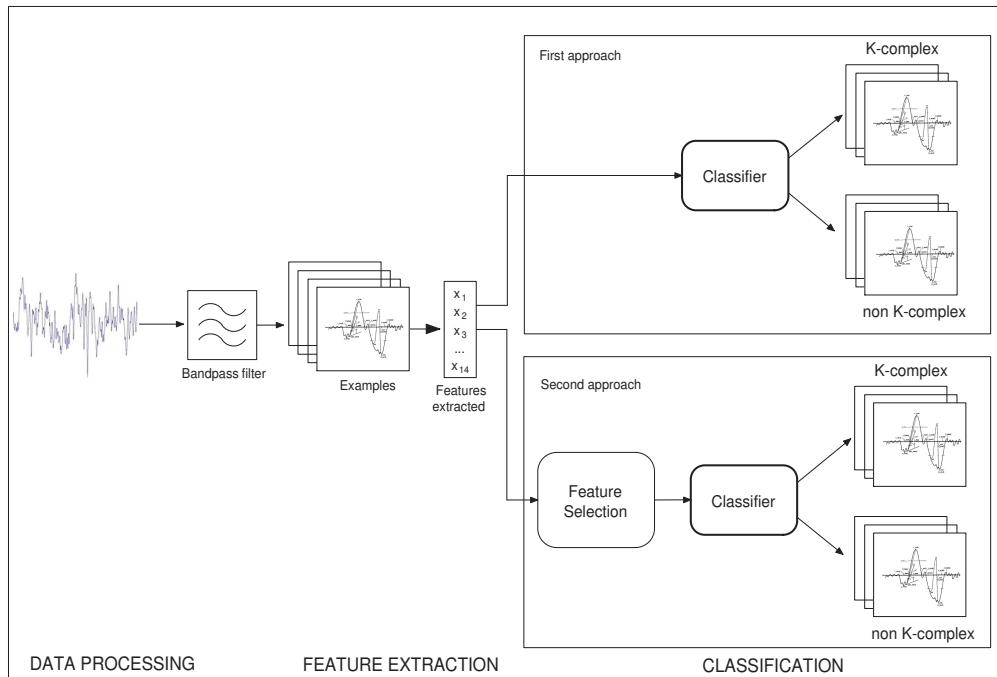 First approach
K-complex
Classifier
non K-complex
Bandpass filter
Examples
x1
x2
x3
...
x14
Features
extracted
Second approach
K-complex
Feature
Selection
Classifier
non K-complex
DATA PROCESSING
FEATURE EXTRACTION
CLASSIFICATION